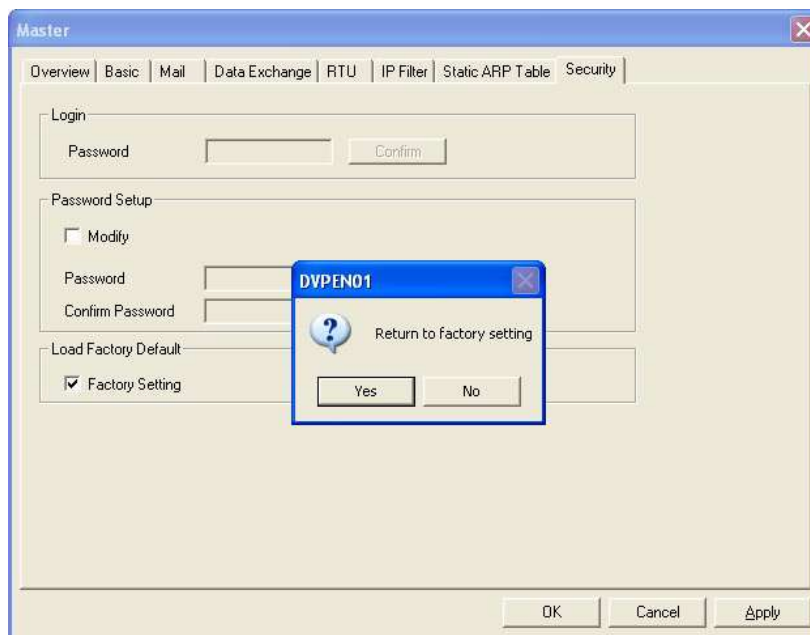 Master
Overview Basic Mail Data Exchange RTU IP Filter Static ARP Table Security
Login
Password Confirm
Password Setup
Modify
Password
Confirm Password
Load Factory Default
Factory Setting
DVPEN01
Return to factory setting
Yes No
OK Cancel Apply